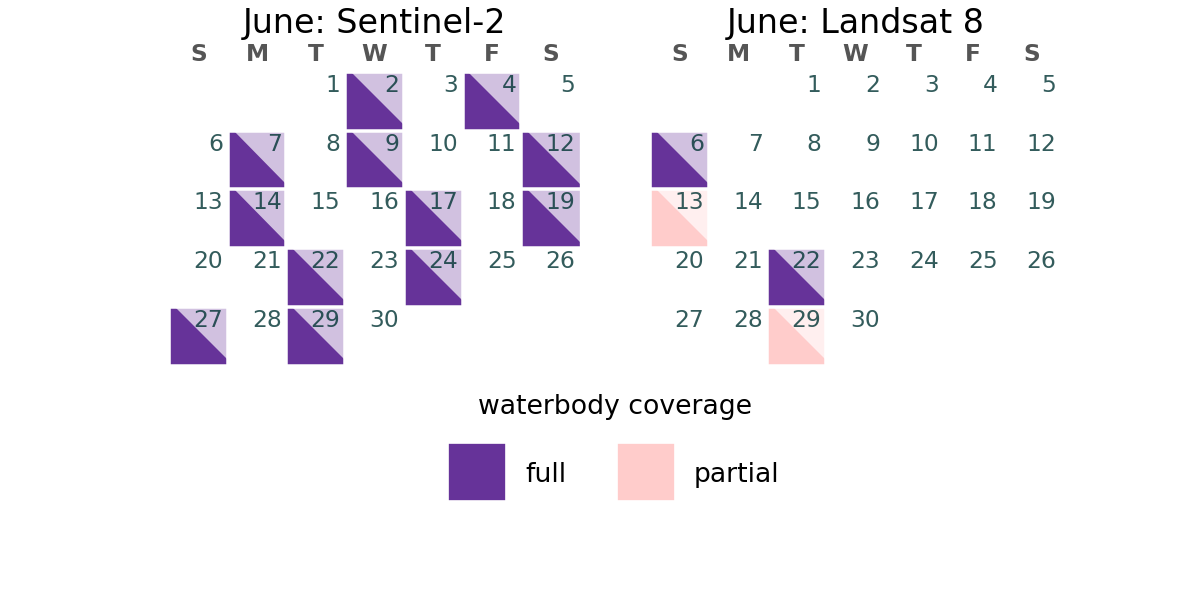 June: Sentinel-2
S M T W T F S
1 2 3 4 5
6 7 8 9 10 11 12
13 14 15 16 17 18 19
20 21 22 23 24 25 26
27 28 29 30
June: Landsat 8
S M T W T F S
1 2 3 4 5
6 7 8 9 10 11 12
13 14 15 16 17 18 19
20 21 22 23 24 25 26
27 28 29 30
waterbody coverage
full partial